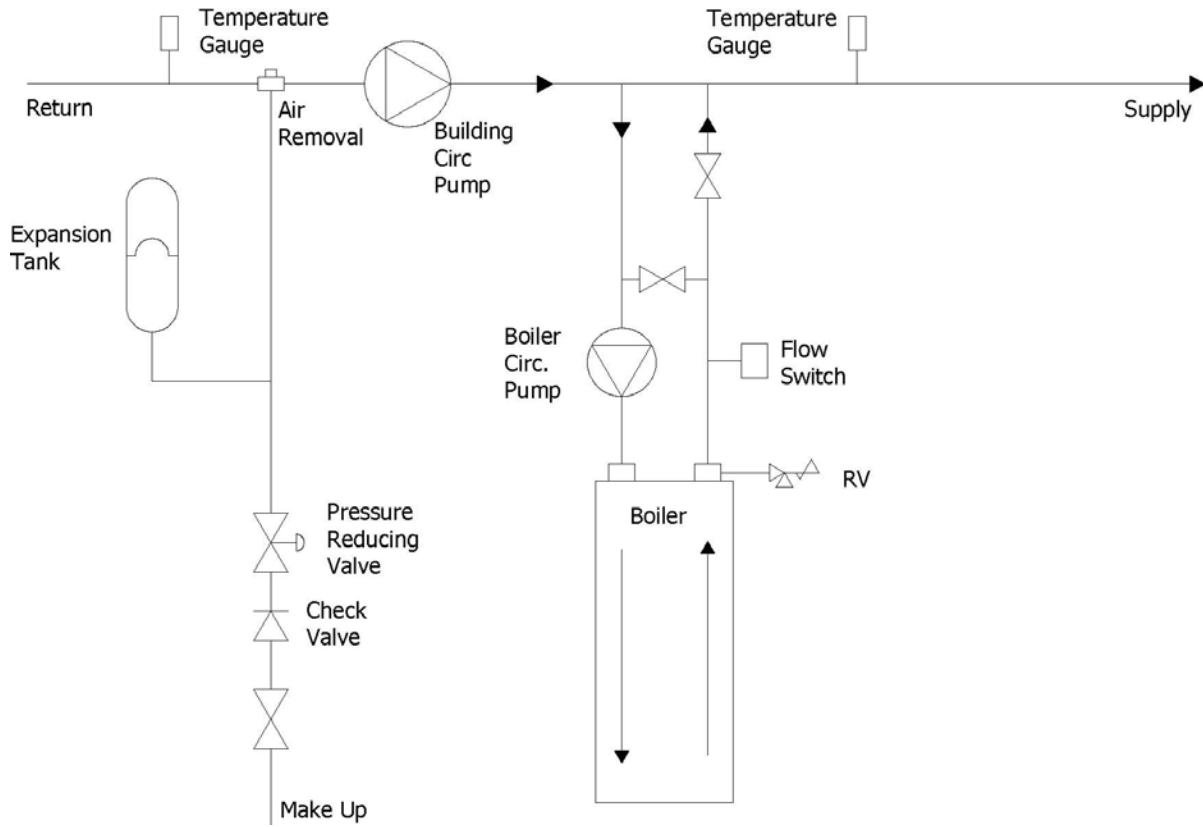 Temperature
Gauge
Temperature
Gauge
Return
Air
Removal
Building
Circ
Pump
Supply
Expansion
Tank
Boiler
Circ.
Pump
Flow
Switch
RV
Boiler
Pressure
Reducing
Valve
Check
Valve
Make Up